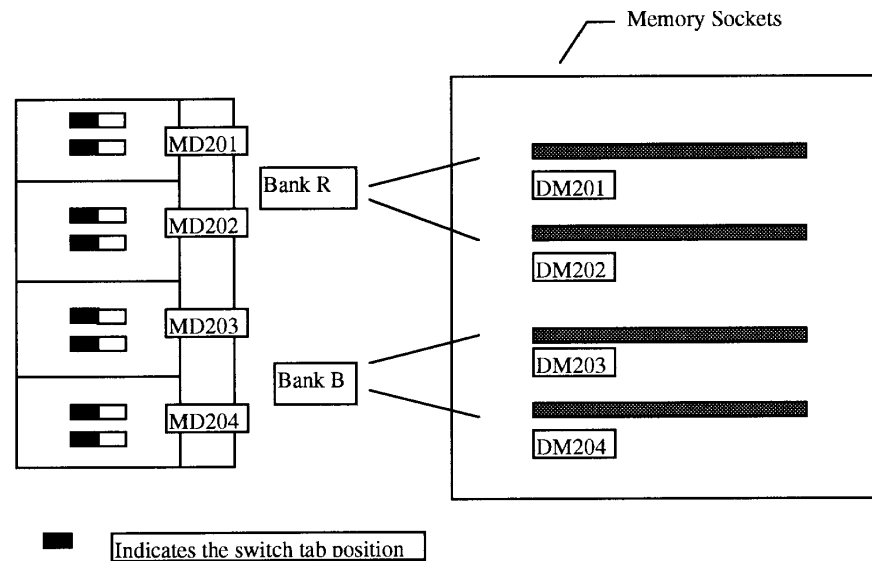 Memory Sockets
MD201
Bank R
DM201
MD202
DM202
MD203
DM203
Bank B
MD204
DM204
Indicates the switch tab position